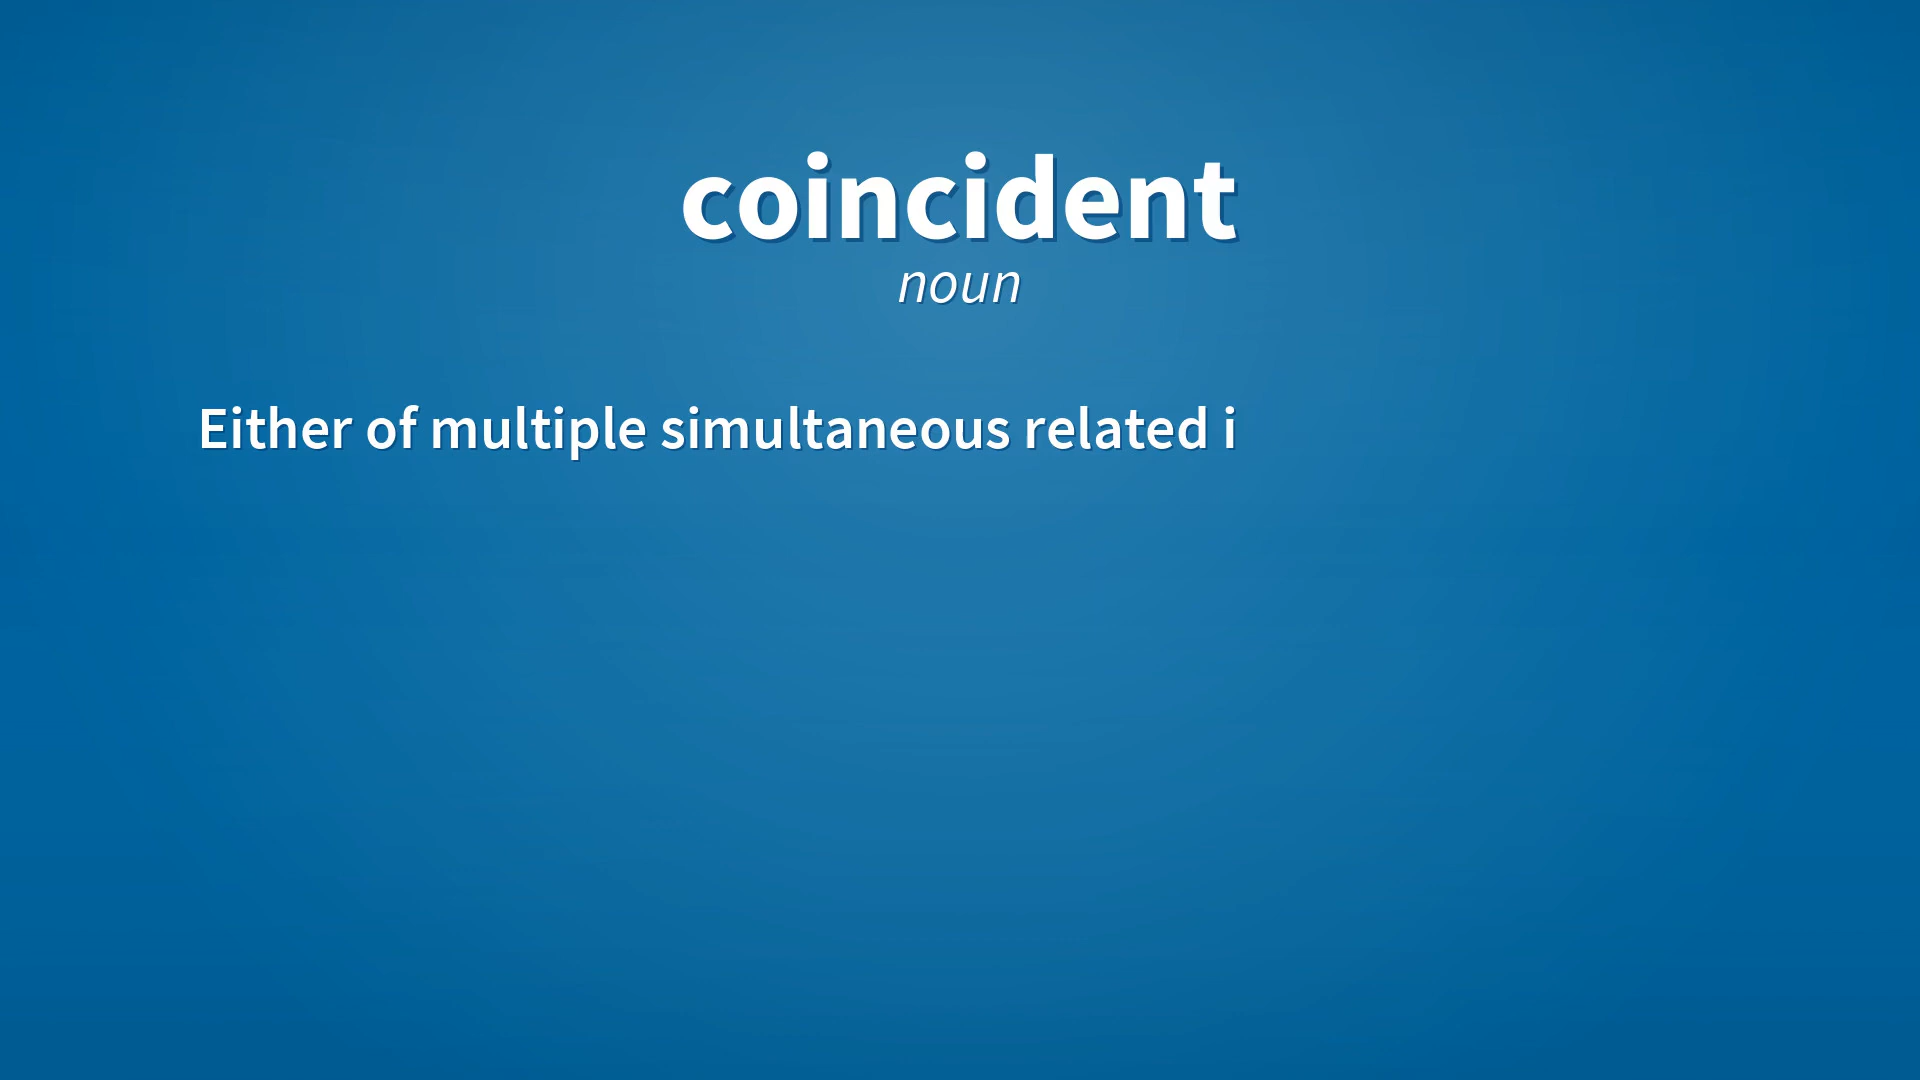 coincident
noun
Either of multiple simultaneous related i